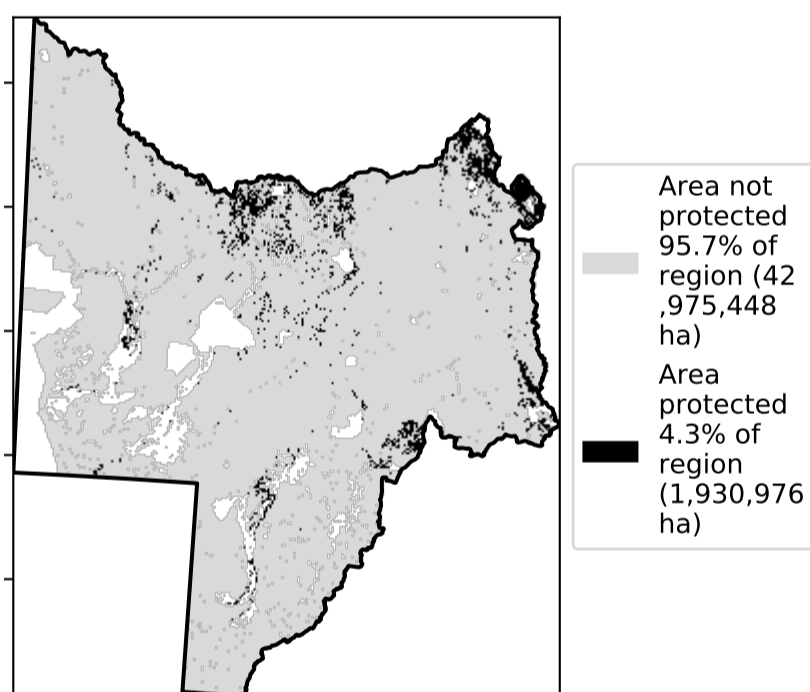 Area not
protected
95.7% of
region (42
,975,448
ha)
Area
protected
4.3% of
region
(1,930,976
ha)